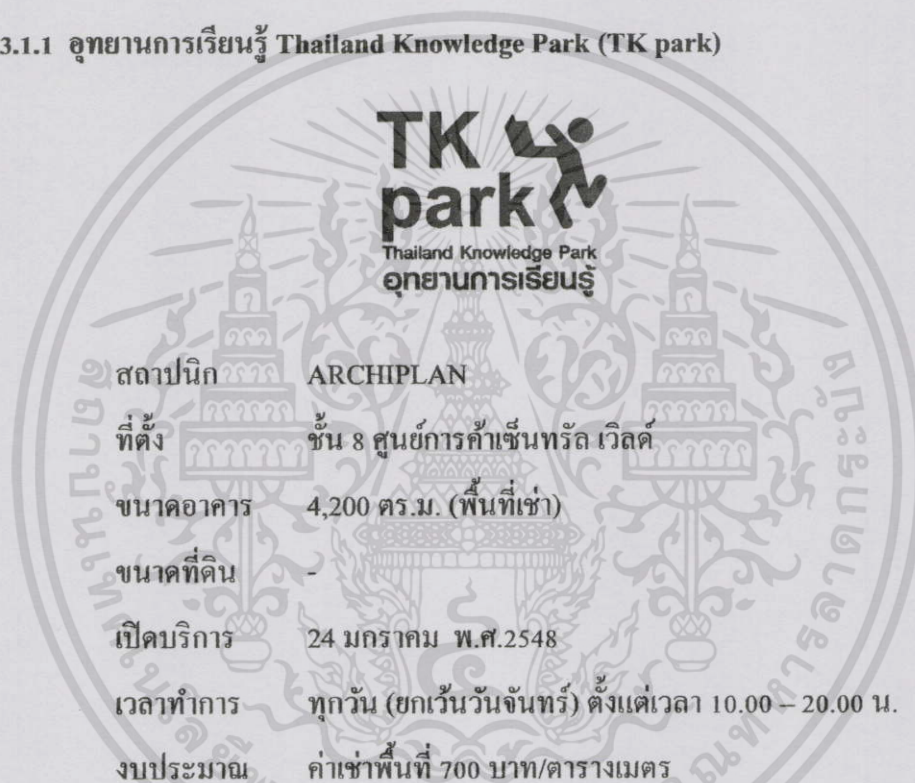 3.1.1 อุทยานการเรียนรู้ Thailand Knowledge Park (TK park)
TK
park
Thailand Knowledge Park
อุทยานการเรียนรู้
สถาปนิก ARCHIPLAN
ที่ตั้ง ชั้น 8 ศูนย์การค้าเซ็นทรัล เวิลด์
ขนาดอาคาร 4,200 ตร.ม. (พื้นที่เช่า)
ขนาดที่ดิน -
เปิดบริการ 24 มกราคม พ.ศ.2548
เวลาทำการ ทุกวัน (ยกเว้นวันจันทร์) ตั้งแต่เวลา 10.00 – 20.00 น.
งบประมาณ ค่าเช่าพื้นที่ 700 บาท/ตารางเมตร